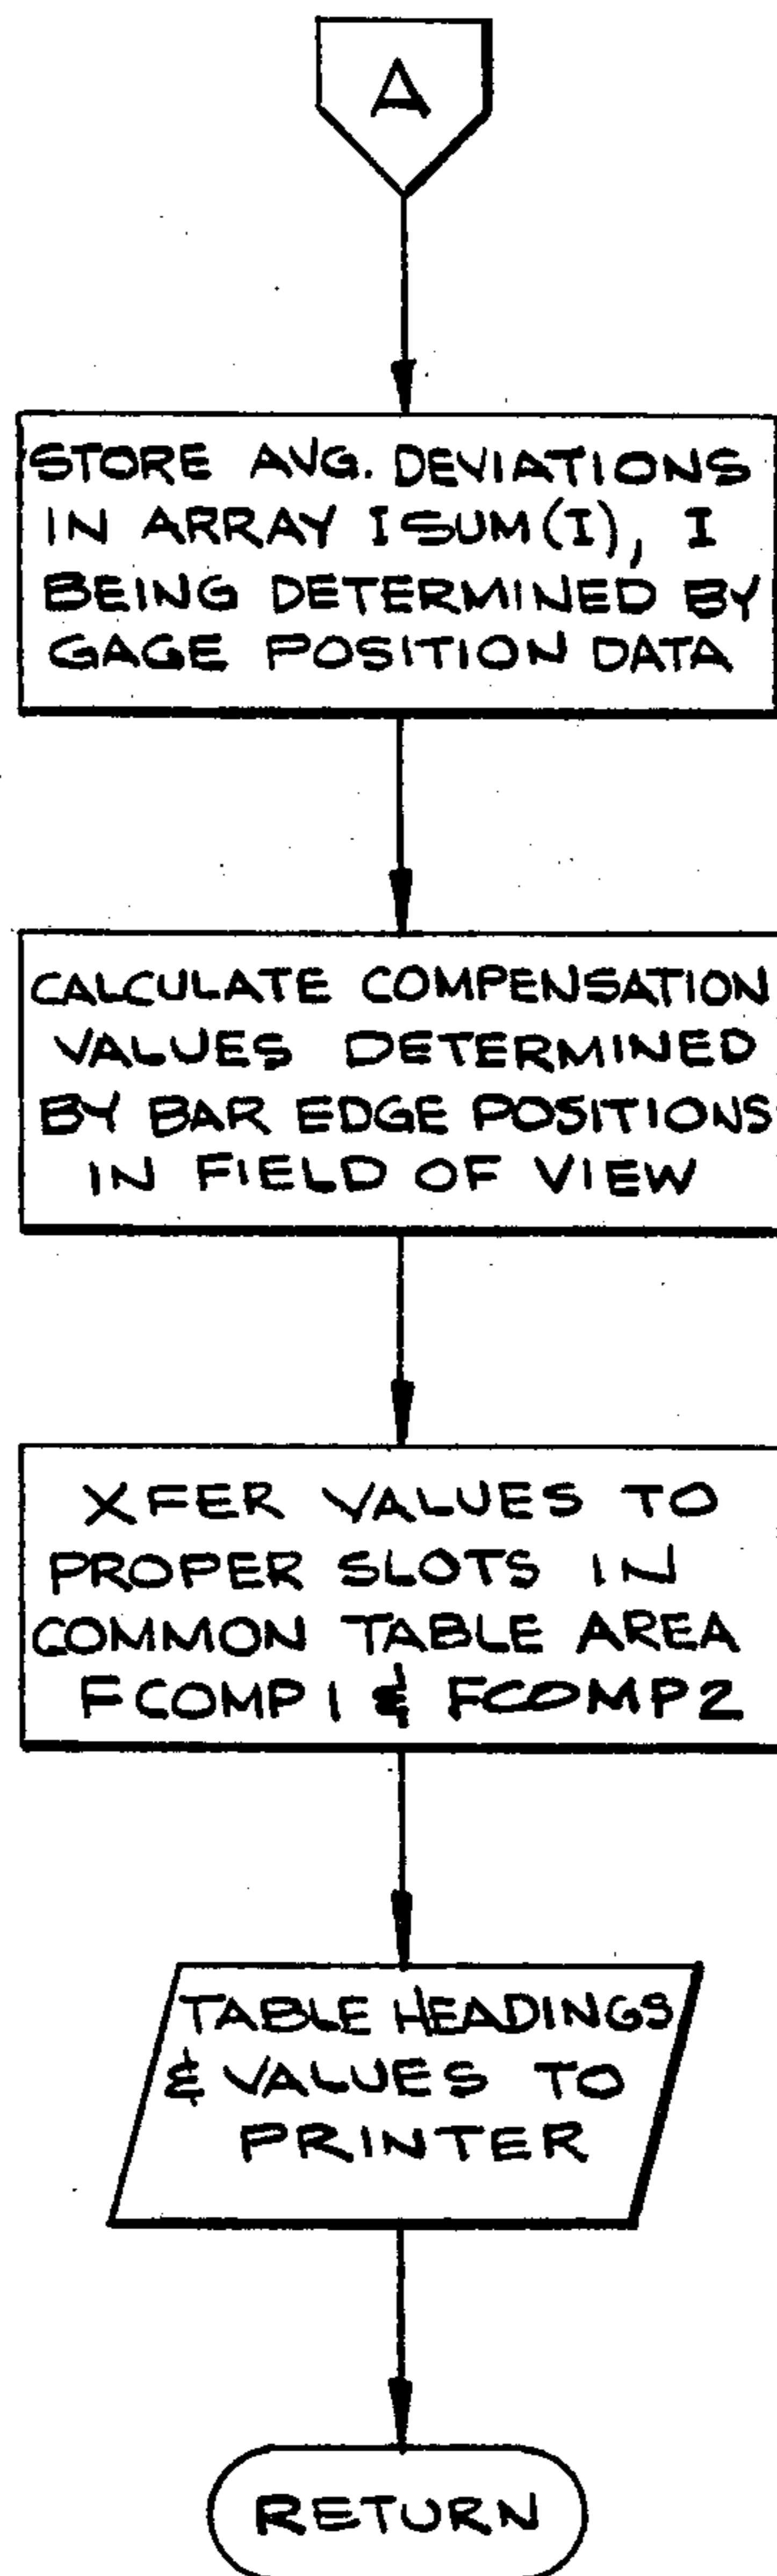 A
STORE AVG. DEVIATIONS
IN ARRAY ISUM(I), I
BEING DETERMINED BY
GAGE POSITION DATA
CALCULATE COMPENSATION
VALUES DETERMINED
BY BAR EDGE POSITIONS
IN FIELD OF VIEW
XFER VALUES TO
PROPER SLOTS IN
COMMON TABLE AREA
FCOMP1 & FCOMP2
TABLE HEADINGS
& VALUES TO
PRINTER
RETURN